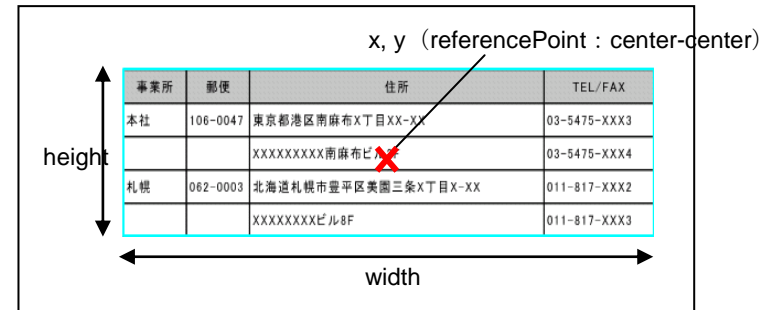 x, y（referencePoint：center-center）
事業所 郵便 住所 TEL/FAX
本社 106-0047 東京都港区南麻布X丁目XX-XX 03-5475-XXX3
XXXXXXXXX南麻布ビル 03-5475-XXX4
height
札幌 062-0003 北海道札幌市豊平区美園三条X丁目X-XX 011-817-XXX2
XXXXXXXXビル8F 011-817-XXX3
width